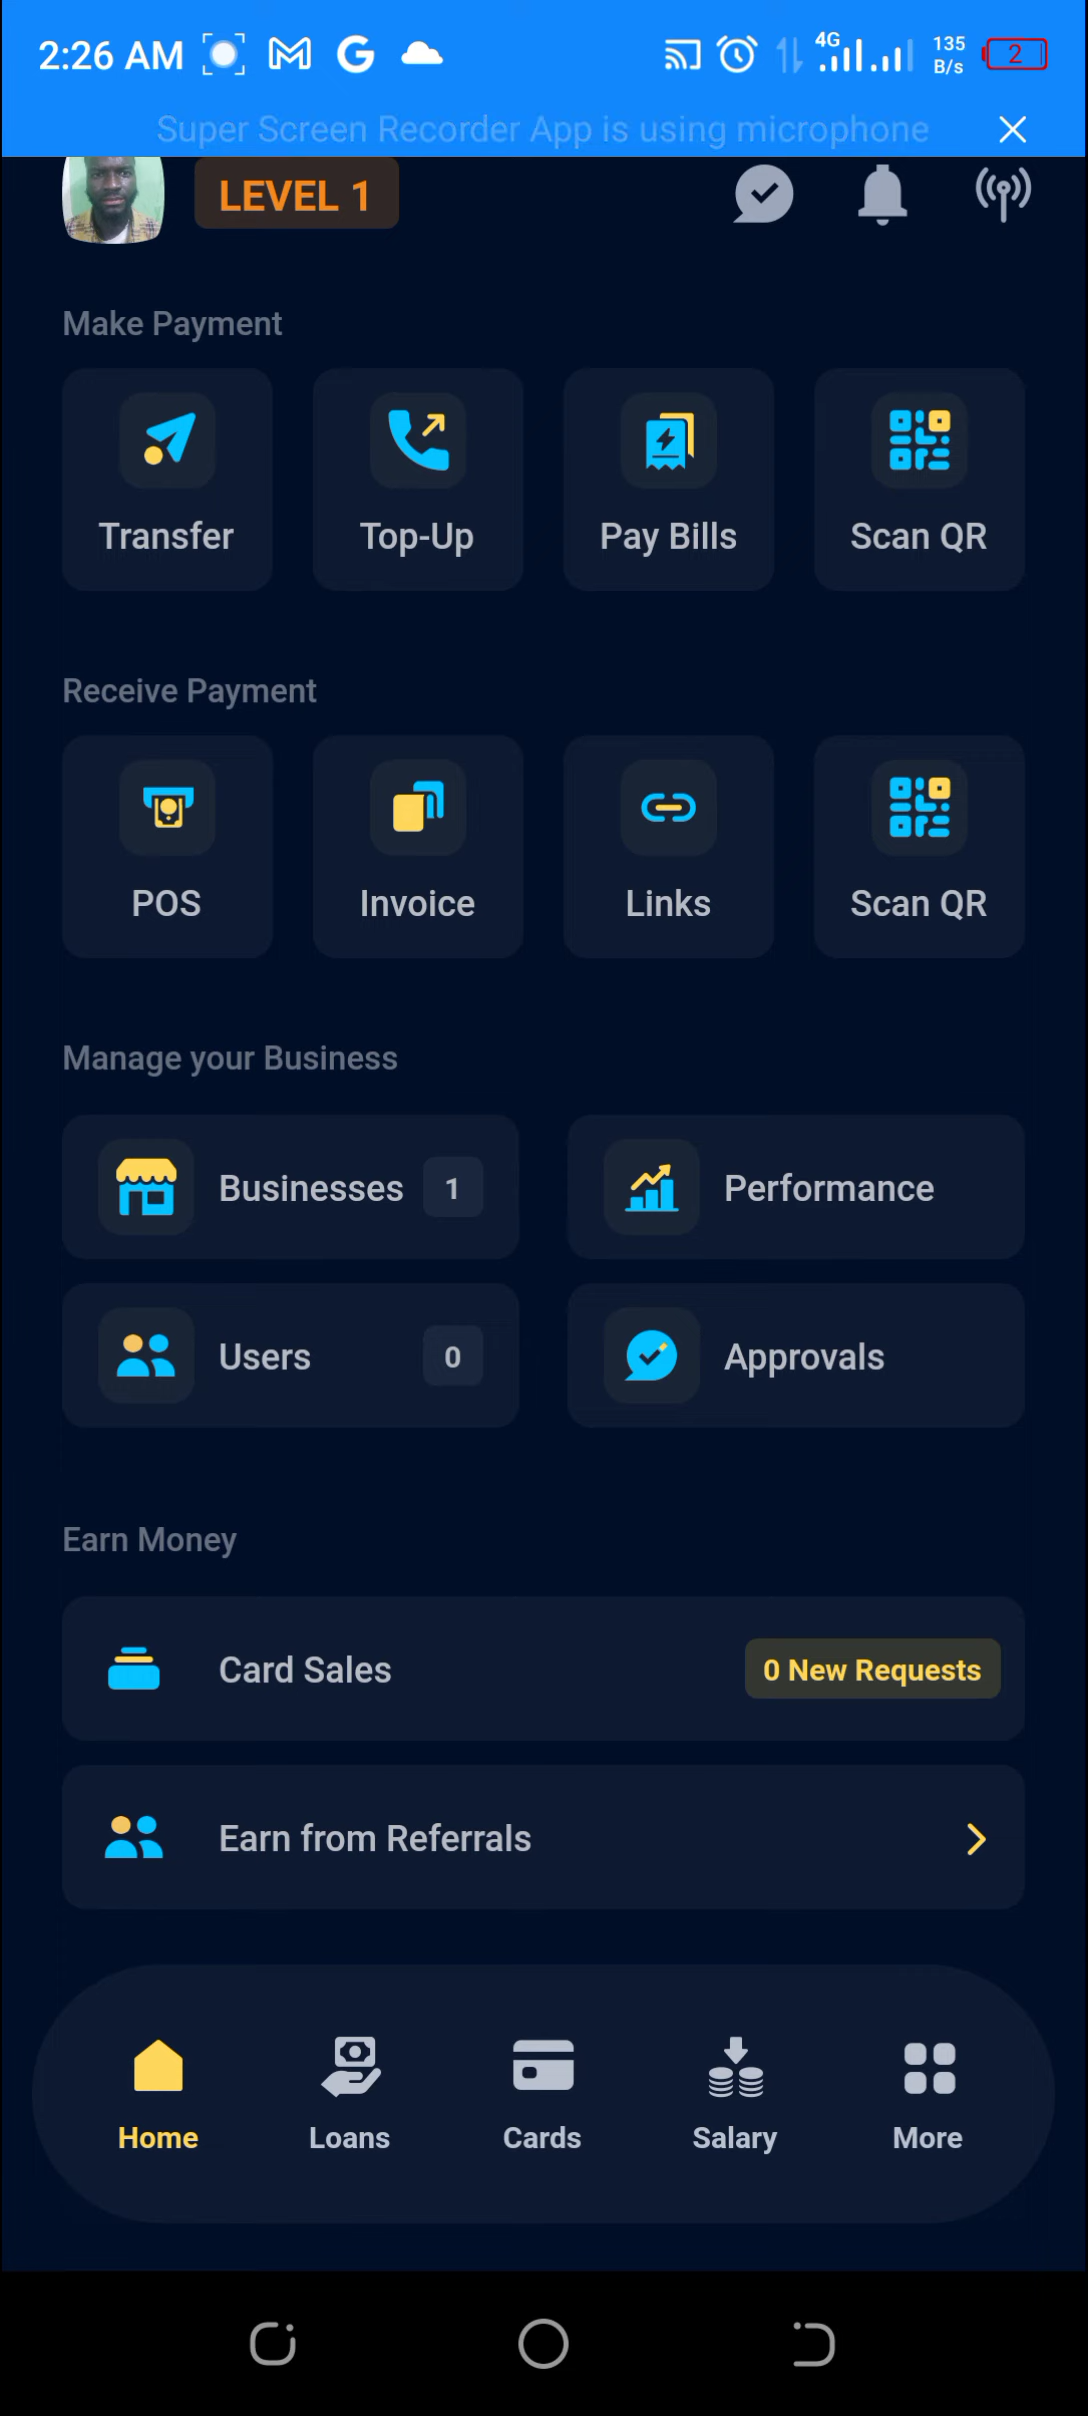 2:26 AM 4G 135 B/s 2
Super Screen Recorder App is using microphone
LEVEL 1
Make Payment
Transfer Top-Up Pay Bills Scan QR
Receive Payment
POS Invoice Links Scan QR
Manage your Business
Businesses 1 Performance
Users 0 Approvals
Earn Money
Card Sales 0 New Requests
Earn from Referrals
Home Loans Cards Salary More